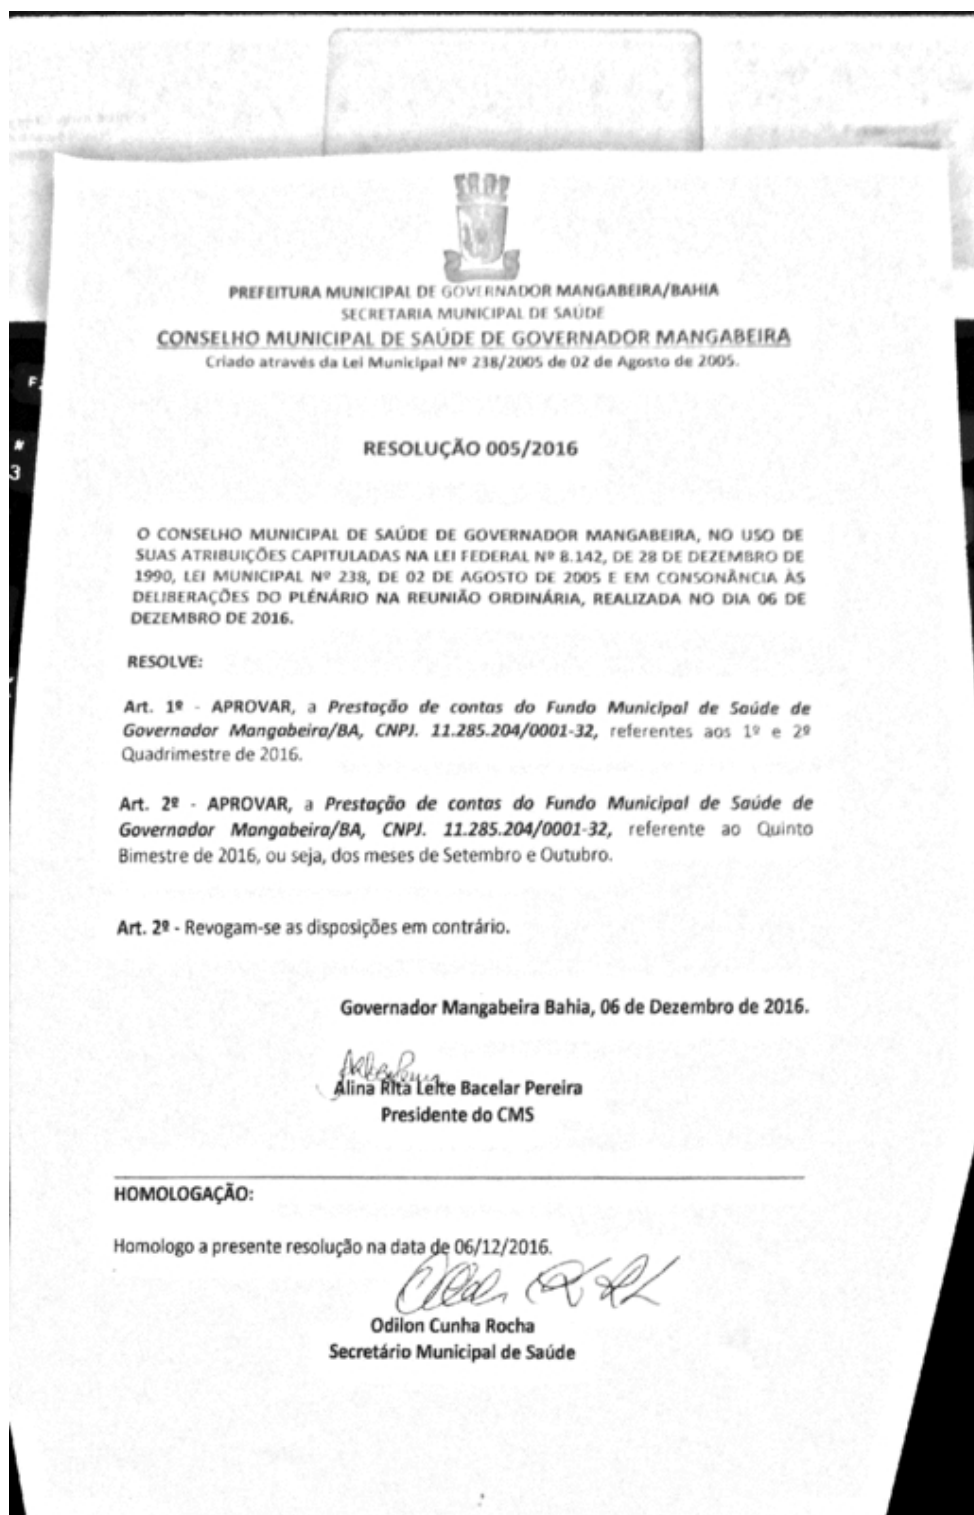 PREFEITURA MUNICIPAL DE GOVERNADOR MANGABEIRA/BAHIA
SECRETARIA MUNICIPAL DE SAÚDE
CONSELHO MUNICIPAL DE SAÚDE DE GOVERNADOR MANGABEIRA
Criado através da Lei Municipal Nº 238/2005 de 02 de Agosto de 2005.
RESOLUÇÃO 005/2016
O CONSELHO MUNICIPAL DE SAÚDE DE GOVERNADOR MANGABEIRA, NO USO DE
SUAS ATRIBUIÇÕES CAPITULADAS NA LEI FEDERAL Nº 8.142, DE 28 DE DEZEMBRO DE
1990, LEI MUNICIPAL Nº 238, DE 02 DE AGOSTO DE 2005 E EM CONSONÂNCIA ÀS
DELIBERAÇÕES DO PLÉNÁRIO NA REUNIÃO ORDINÁRIA, REALIZADA NO DIA 06 DE
DEZEMBRO DE 2016.
RESOLVE:
Art. 1º - APROVAR, a Prestação de contas do Fundo Municipal de Saúde de
Governador Mangabeira/BA, CNPJ. 11.285.204/0001-32, referentes aos 1º e 2º
Quadrimestre de 2016.
Art. 2º - APROVAR, a Prestação de contas do Fundo Municipal de Saúde de
Governador Mangabeira/BA, CNPJ. 11.285.204/0001-32, referente ao Quinto
Bimestre de 2016, ou seja, dos meses de Setembro e Outubro.
Art. 2º - Revogam-se as disposições em contrário.
Governador Mangabeira Bahia, 06 de Dezembro de 2016.
Alina Rita Leite Bacelar Pereira
Presidente do CMS
HOMOLOGAÇÃO:
Homologo a presente resolução na data de 06/12/2016.
Odilon Cunha Rocha
Secretário Municipal de Saúde